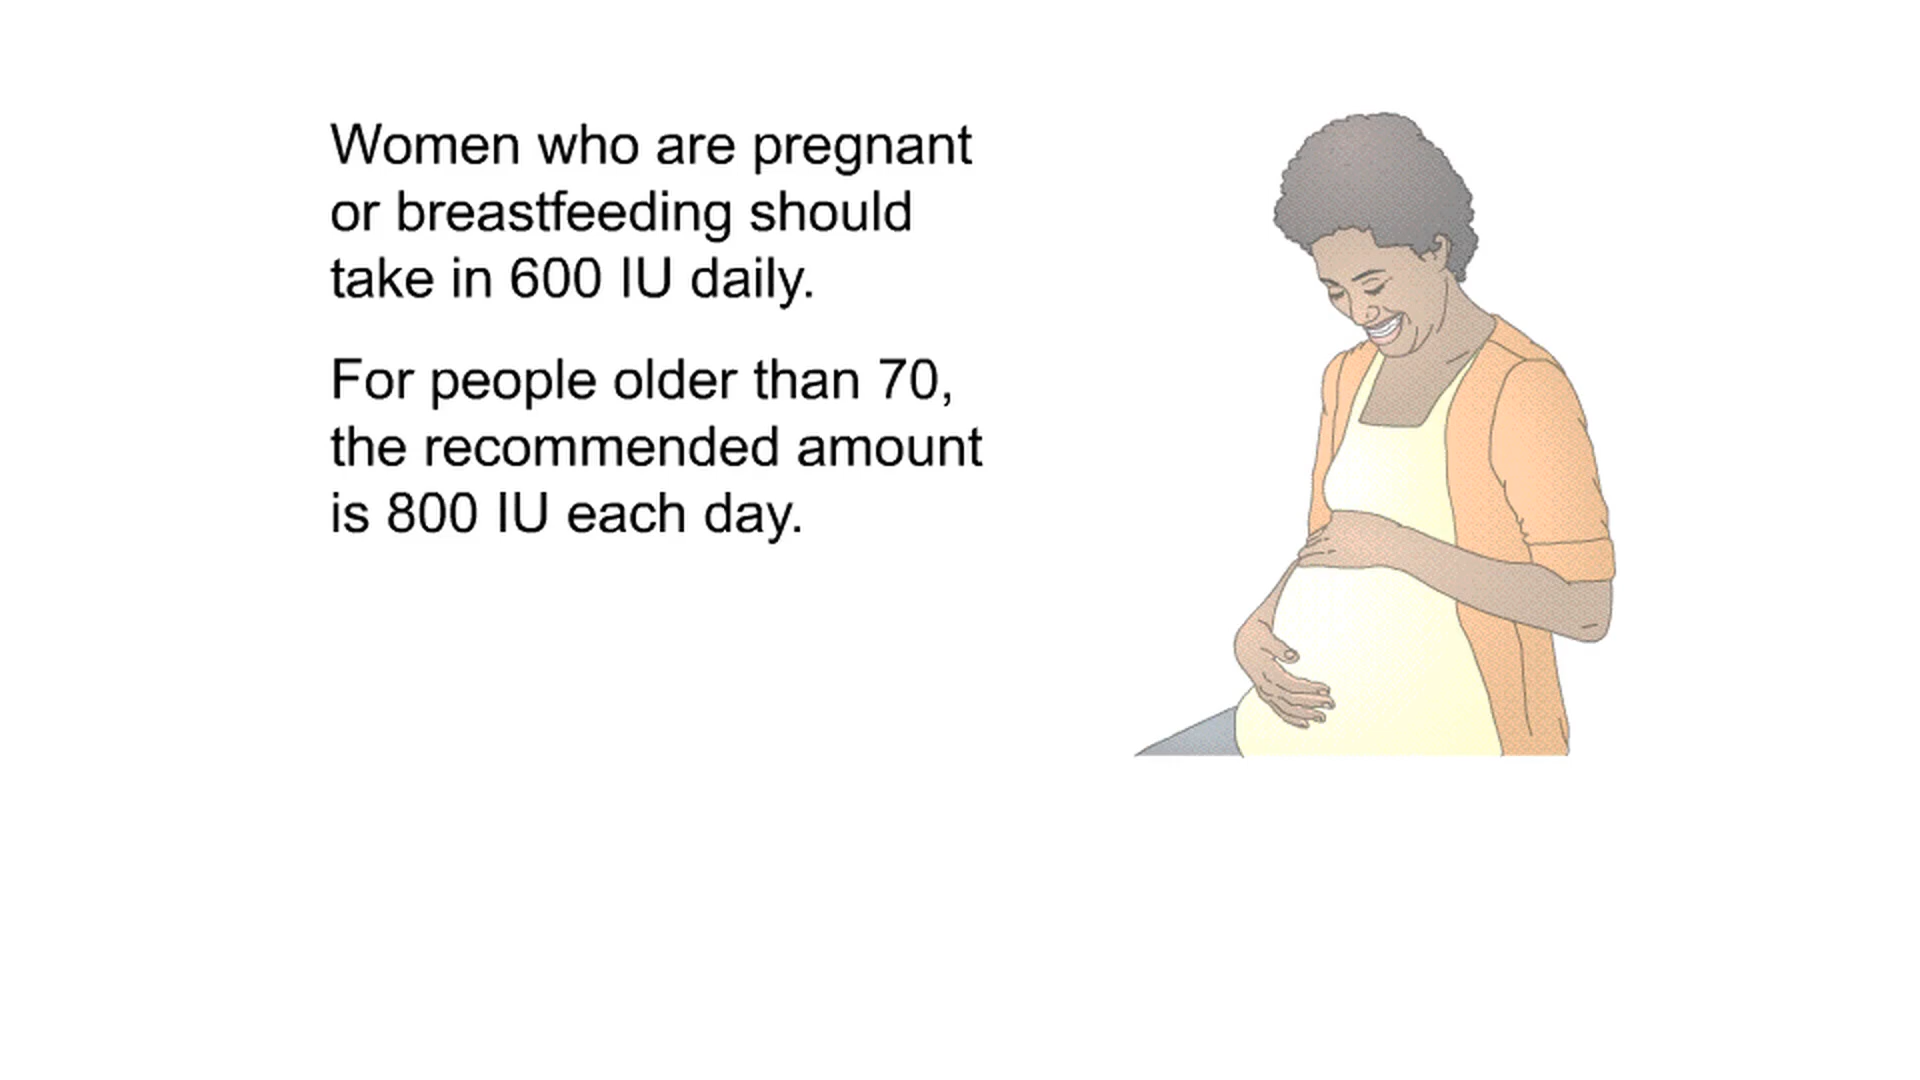 Women who are pregnant
or breastfeeding should
take in 600 IU daily.
For people older than 70,
the recommended amount
is 800 IU each day.